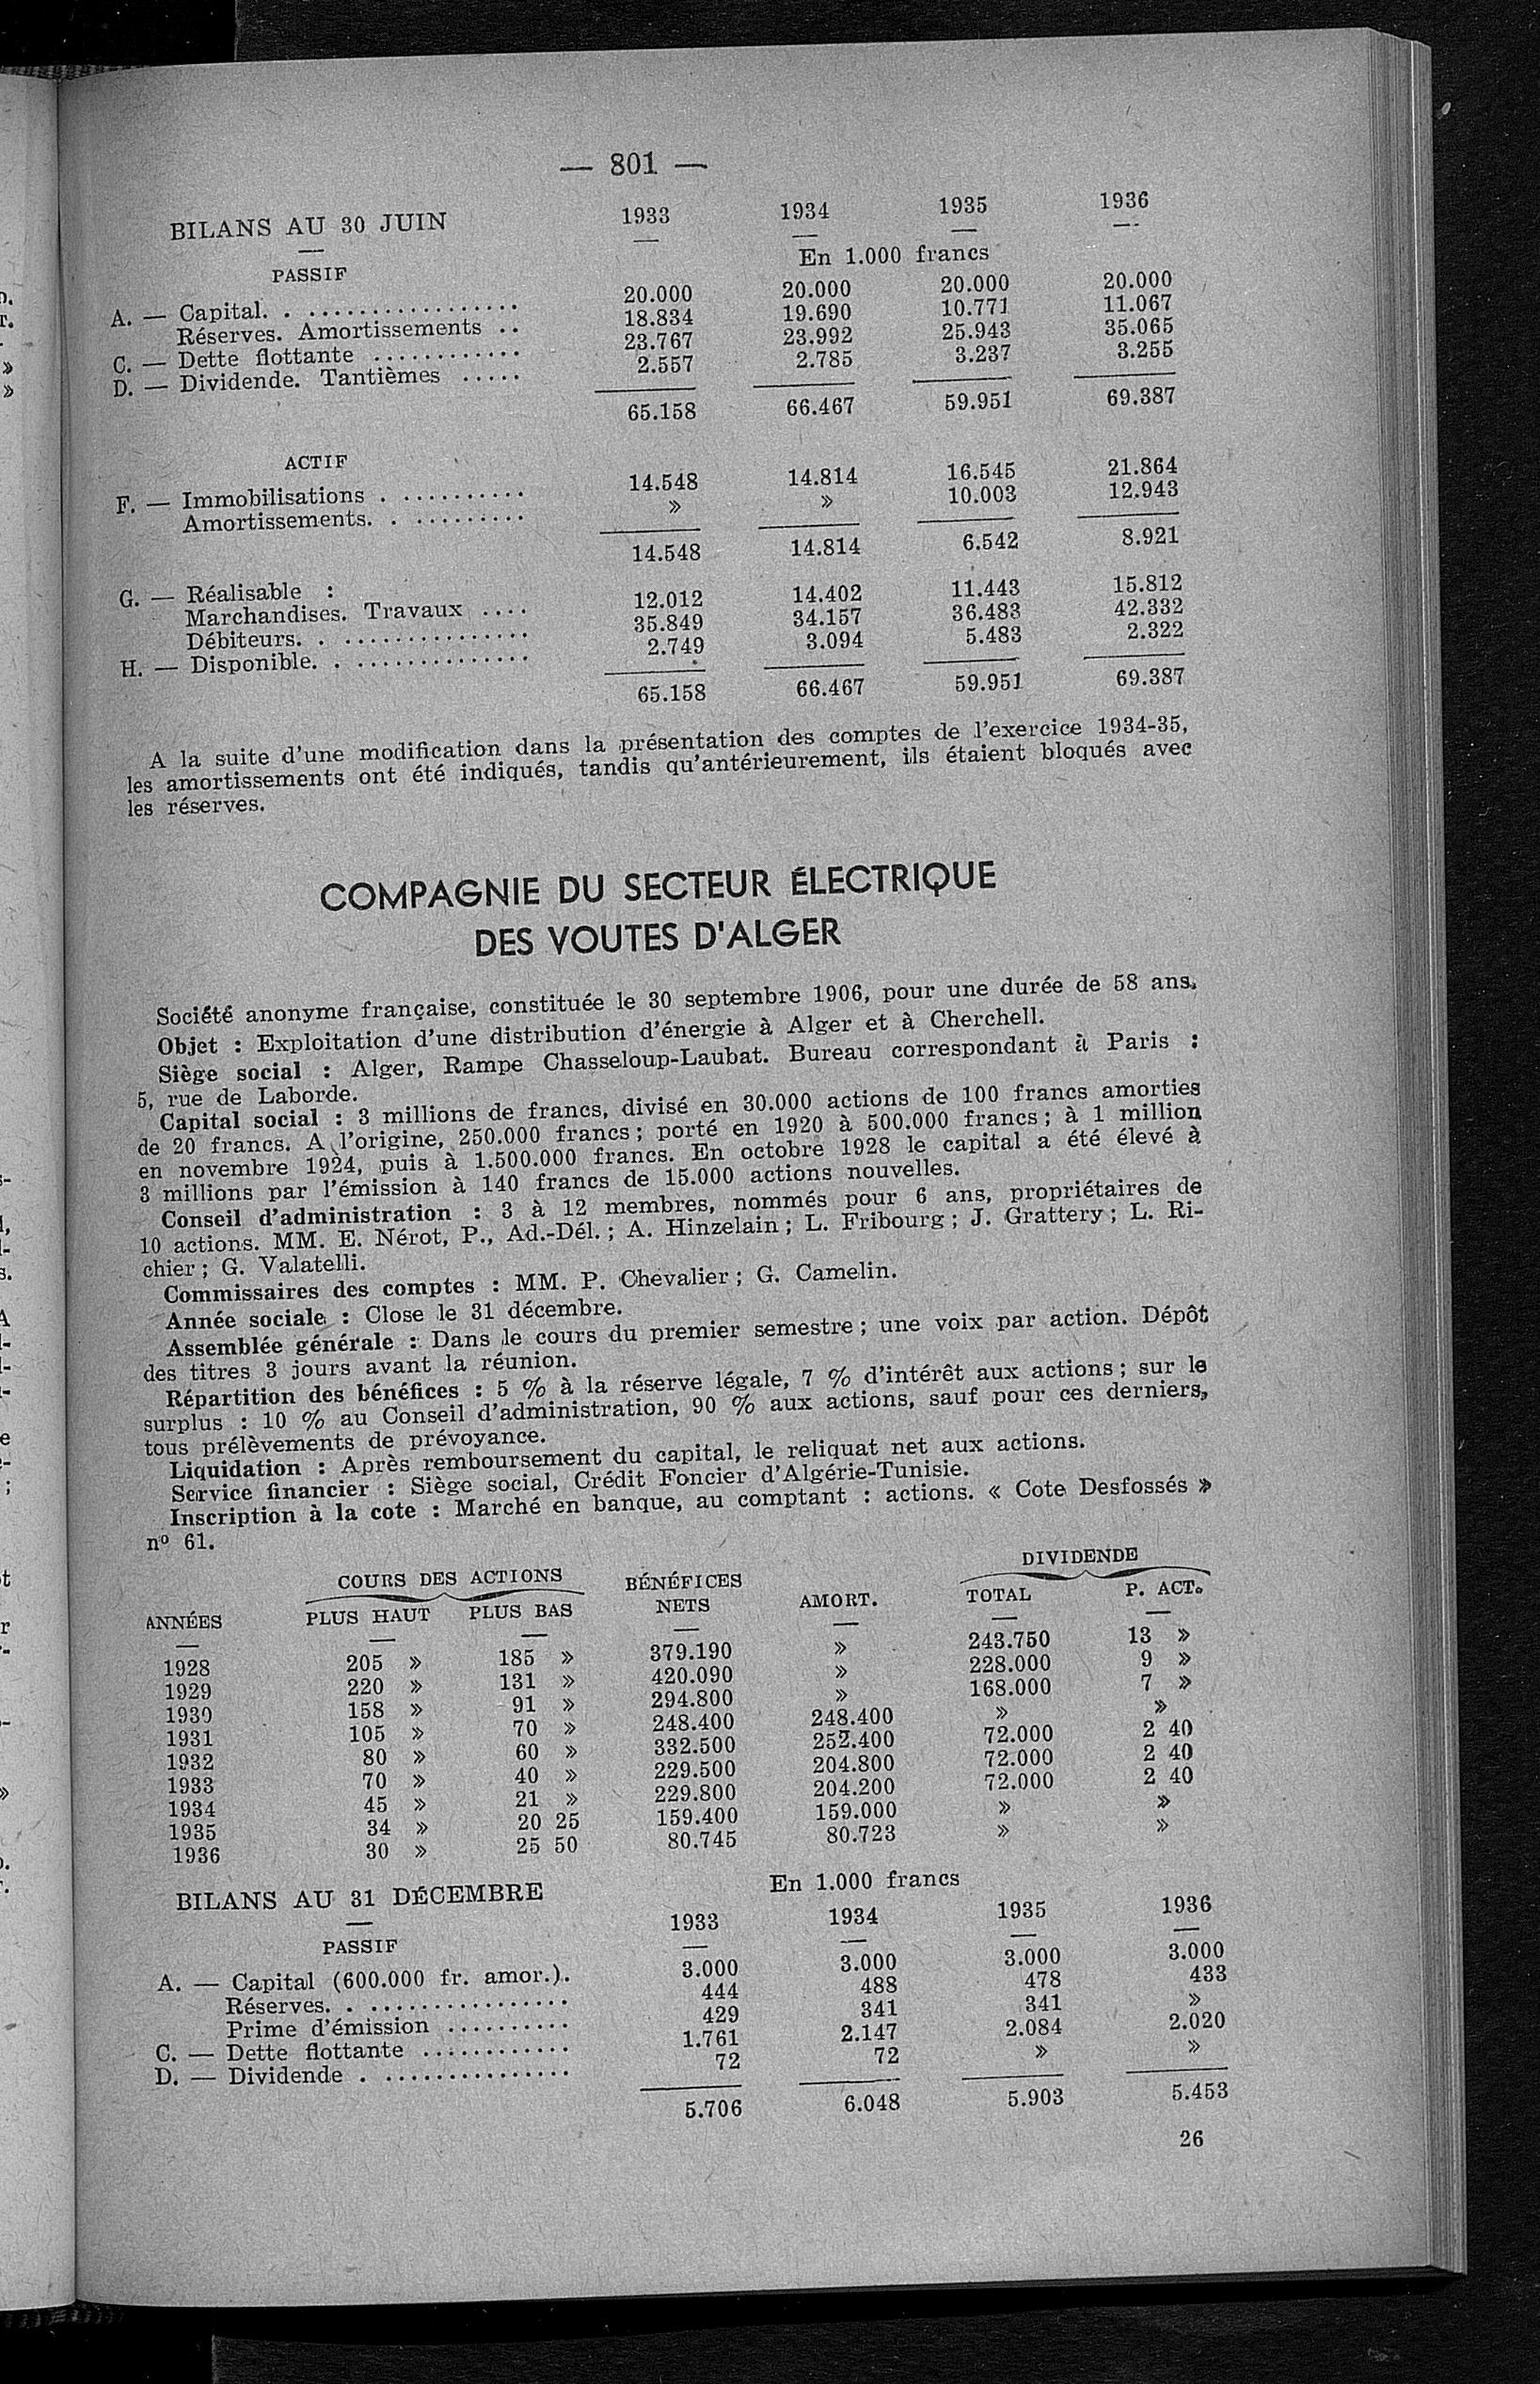 — 801 —
BILANS AU 30 JUIN 1933 1934 1935 1936
En 1.000 francs
PASSIF
A. — Capital. . . . . . . . . . . . . . . . . . 20.000 20.000 20.000 20.000
Réserves. Amortissements . . 18.834 19.690 10.771 11.067
C. — Dette flottante . . . . . . . . . . . . 23.767 23.992 25.943 35.065
D. — Dividende. Tantièmes . . . . . 2.557 2.785 3.237 3.255
65.158 66.467 59.951 69.387
ACTIF
F. — Immobilisations . . . . . . . . . . . 14.548 14.814 16.545 21.864
Amortissements. . . . . . . . . . . » » 10.003 12.943
14.548 14.814 6.542 8.921
G. — Réalisable :
Marchandises. Travaux . . . . 12.012 14.402 11.443 15.812
Débiteurs. . . . . . . . . . . . . . . . . 35.849 34.157 36.483 42.332
H. — Disponible. . . . . . . . . . . . . . . . 2.749 3.094 5.483 2.322
65.158 66.467 59.951 69.387
A la suite d'une modification dans la présentation des comptes de l'exercice 1934-35,
les amortissements ont été indiqués, tandis qu'antérieurement, ils étaient bloqués avec
les réserves.
COMPAGNIE DU SECTEUR ÉLECTRIQUE
DES VOUTES D'ALGER
Société anonyme française, constituée le 30 septembre 1906, pour une durée de 58 ans.
Objet : Exploitation d'une distribution d'énergie à Alger et à Cherchell.
Siège social : Alger, Rampe Chasseloup-Laubat. Bureau correspondant à Paris :
5, rue de Laborde.
Capital social : 3 millions de francs, divisé en 30.000 actions de 100 francs amorties
de 20 francs. A l'origine, 250.000 francs ; porté en 1920 à 500.000 francs ; à 1 million
en novembre 1924, puis à 1.500.000 francs. En octobre 1928 le capital a été élevé à
3 millions par l'émission à 140 francs de 15.000 actions nouvelles.
Conseil d'administration : 3 à 12 membres, nommés pour 6 ans, propriétaires de
10 actions. MM. E. Nérot, P., Ad.-Dél. ; A. Hinzelain ; L. Fribourg ; J. Grattery ; L. Ri-
chier ; G. Valatelli.
Commissaires des comptes : MM. P. Chevalier ; G. Camelin.
Année sociale : Close le 31 décembre.
Assemblée générale : Dans le cours du premier semestre ; une voix par action. Dépôt
des titres 3 jours avant la réunion.
Répartition des bénéfices : 5 % à la réserve légale, 7 % d'intérêt aux actions ; sur le
surplus : 10 % au Conseil d'administration, 90 % aux actions, sauf pour ces derniers,
tous prélèvements de prévoyance.
Liquidation : Après remboursement du capital, le reliquat net aux actions.
Service financier : Siège social, Crédit Foncier d'Algérie-Tunisie.
Inscription à la cote : Marché en banque, au comptant : actions. « Cote Desfossés »
nº 61.
COURS DES ACTIONS BÉNÉFICES DIVIDENDE
ANNÉES PLUS HAUT PLUS BAS NETS AMORT. TOTAL P. ACT.
1928 205 » 185 » 379.190 » 243.750 13 »
1929 220 » 131 » 420.090 » 228.000 9 »
1930 158 » 91 » 294.800 » 168.000 7 »
1931 105 » 70 » 248.400 248.400 » »
1932 80 » 60 » 332.500 252.400 72.000 2 40
1933 70 » 40 » 229.500 204.800 72.000 2 40
1934 45 » 21 » 229.800 204.200 72.000 2 40
1935 34 » 20 25 159.400 159.000 » »
1936 30 » 25 50 80.745 80.723 » »
BILANS AU 31 DÉCEMBRE En 1.000 francs
1933 1934 1935 1936
PASSIF
A. — Capital (600.000 fr. amor.). 3.000 3.000 3.000 3.000
Réserves. . . . . . . . . . . . . . . . . . 444 488 478 433
Prime d'émission . . . . . . . . . . 429 341 341 »
C. — Dette flottante . . . . . . . . . . . . 1.761 2.147 2.084 2.020
D. — Dividende . . . . . . . . . . . . . . . . 72 72 » »
5.706 6.048 5.903 5.453
26